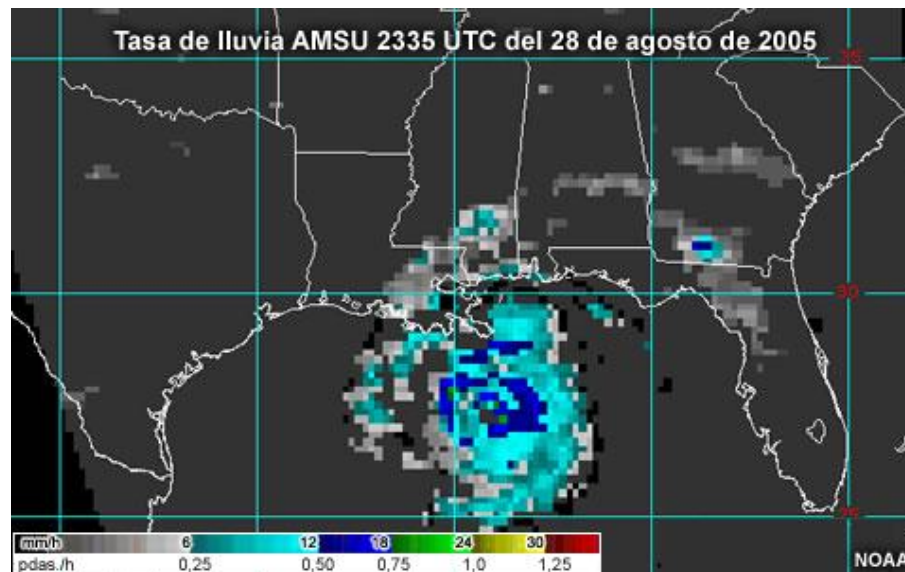 Tasa de lluvia AMSU 2335 UTC del 28 de agosto de 2005
35
30
25
mm/h 6 12 18 24 30
pdas./h 0,25 0,50 0,75 1,0 1,25
NOAA